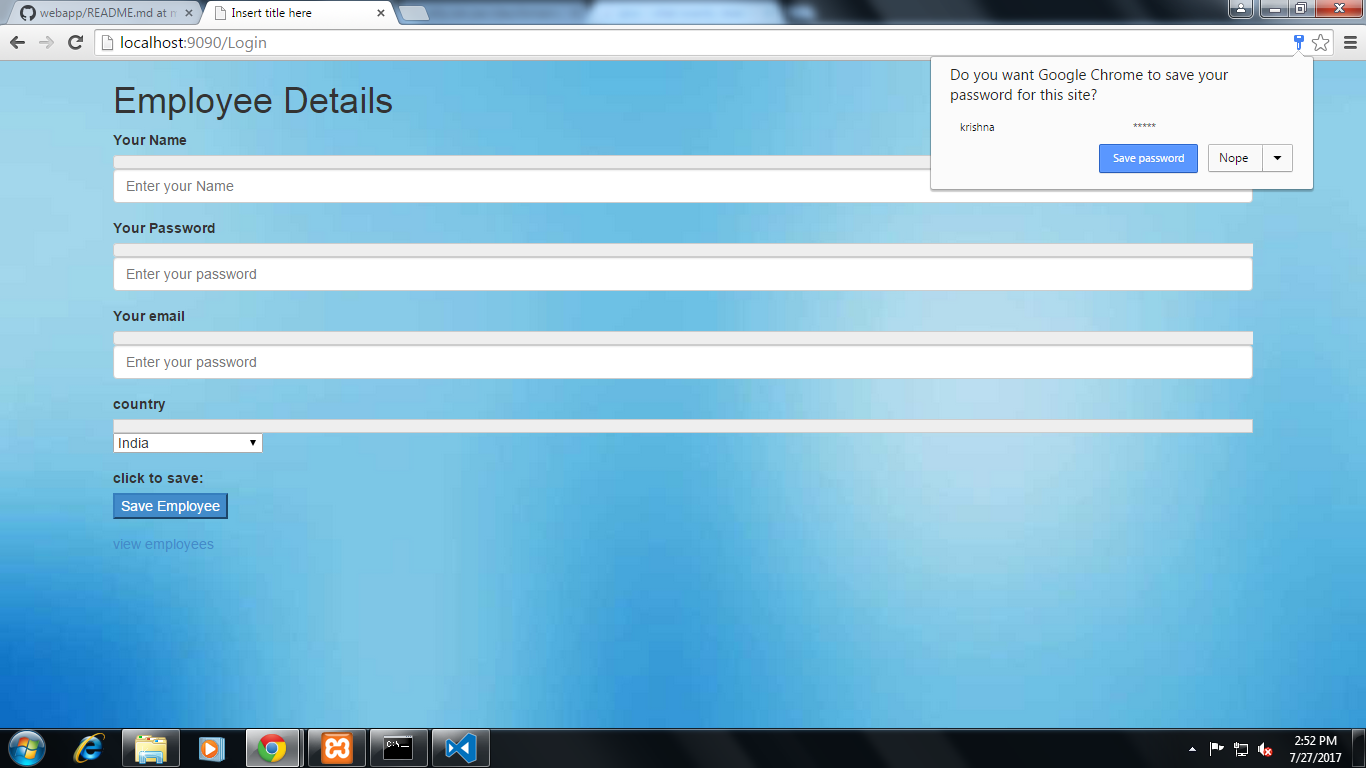 webapp/README.md at m
Insert title here
localhost:9090/Login
Do you want Google Chrome to save your
password for this site?
krishna *****
Save password Nope
Employee Details
Your Name
Enter your Name
Your Password
Enter your password
Your email
Enter your password
country
India
click to save:
Save Employee
view employees
C:\_
2:52 PM
7/27/2017